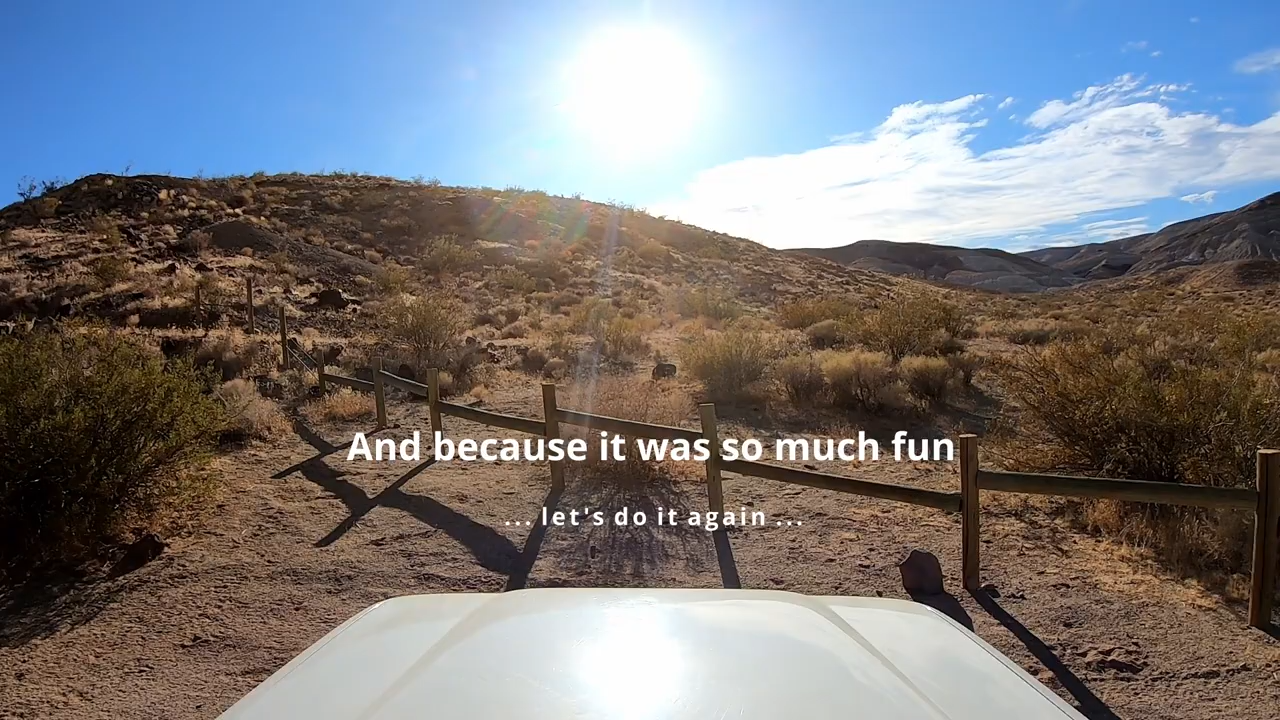 And because it was so much fun
... let's do it again ...